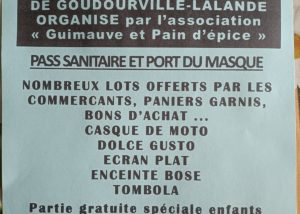 DE GOUDOURVILLE-LALANDE
ORGANISE par l'association
« Guimauve et Pain d'épice »
PASS SANITAIRE ET PORT DU MASQUE
NOMBREUX LOTS OFFERTS PAR LES
COMMERCANTS, PANIERS GARNIS,
BONS D'ACHAT ...
CASQUE DE MOTO
DOLCE GUSTO
ECRAN PLAT
ENCEINTE BOSE
TOMBOLA
Partie gratuite spéciale enfants